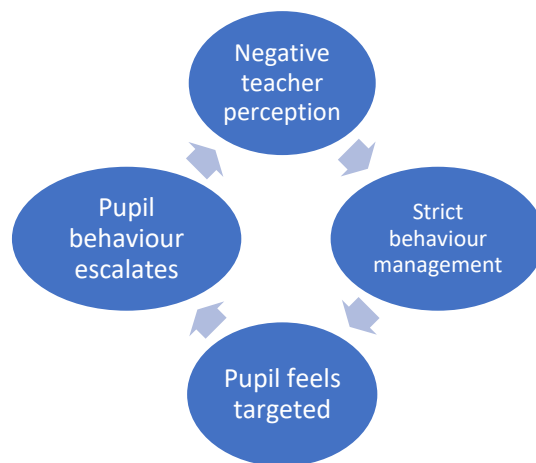 Negative
teacher
perception
Strict
behaviour
management
Pupil feels
targeted
Pupil
behaviour
escalates